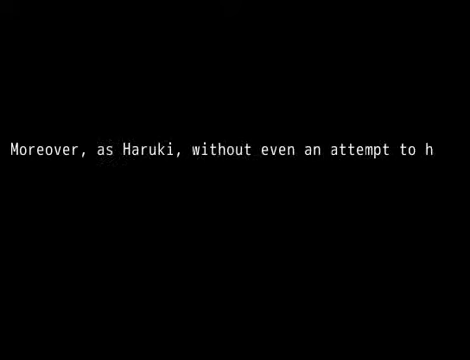 Moreover, as Haruki, without even an attempt to h